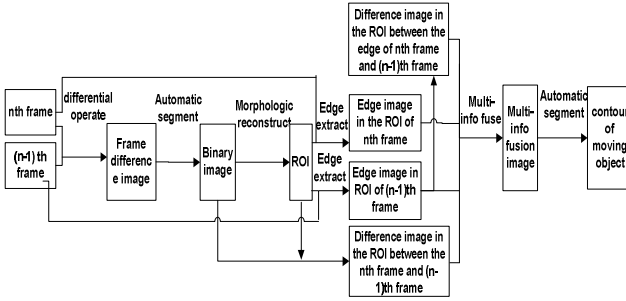 Difference image in
the ROI between the
edge of nth frame
and (n-1)th frame
nth frame
differential
operate
Automatic
segment
Morphologic
reconstruct
Edge
extract
Edge image
in the ROI of
nth frame
Multi-
info fuse
Automatic
segment
(n-1) th
frame
Frame
differenc
e image
Binary
image
ROI
Edge
extract
Edge image in
ROI of (n-1)th
frame
Multi-
info
fusion
image
contour
of
moving
object
Difference image in
the ROI between the
nth frame and (n-
1)th frame